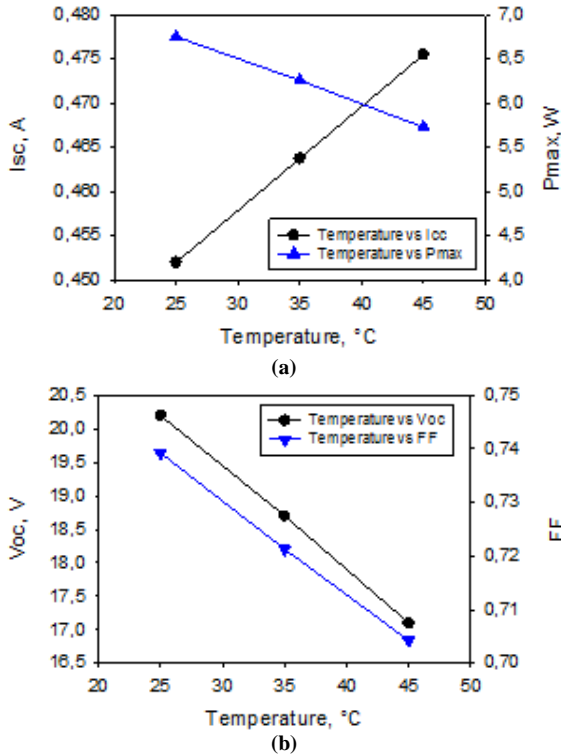 0,480
0,475
0,470
0,465
0,460
0,455
0,450
Isc, A
7,0
6,5
6,0
5,5
5,0
4,5
4,0
Pmax, W
Temperature vs Icc
Temperature vs Pmax
20 25 30 35 40 45 50
Temperature, °C
(a)
20,5
20,0
19,5
19,0
18,5
18,0
17,5
17,0
16,5
Voc, V
0,75
0,74
0,73
0,72
0,71
0,70
Temperature vs Voc
Temperature vs FF
20 25 30 35 40 45 50
Temperature, °C
(b)